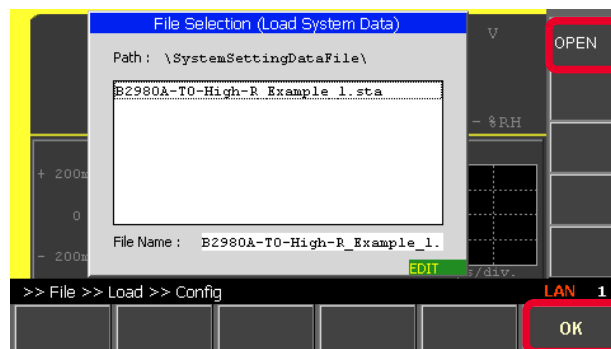 File Selection (Load System Data)
V
OPEN
Path : \SystemSettingDataFile\
B2980A-TO-High-R Example 1.sta
- %RH
+ 200m
0
- 200m
File Name : B2980A-TO-High-R_Example_1.
EDIT
s/div.
>> File >> Load >> Config
LAN 1
OK